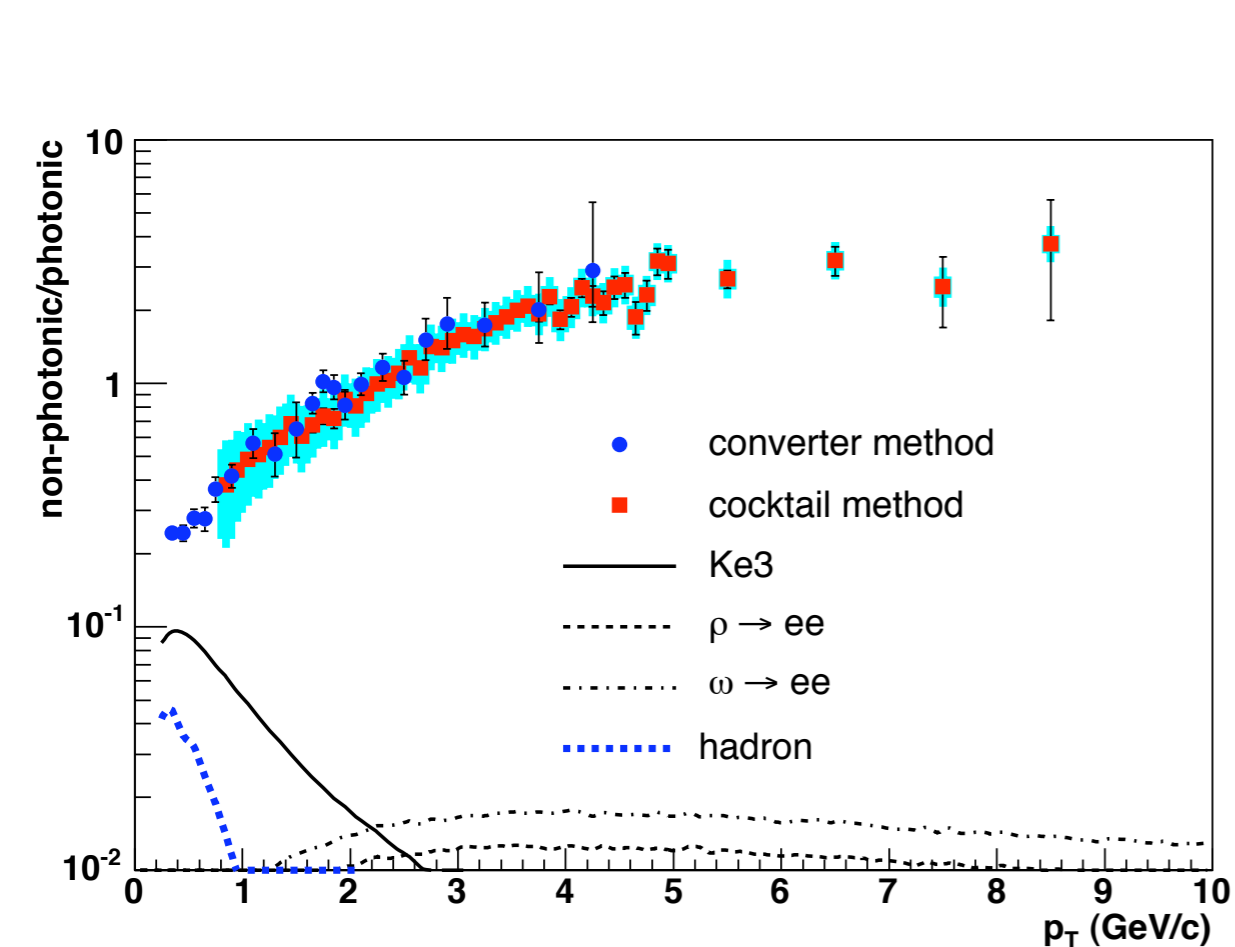 non-photonic/photonic
10
1
10-1
10-2
converter method
cocktail method
Ke3
ρ → ee
ω → ee
hadron
0 1 2 3 4 5 6 7 8 9 10
pT (GeV/c)